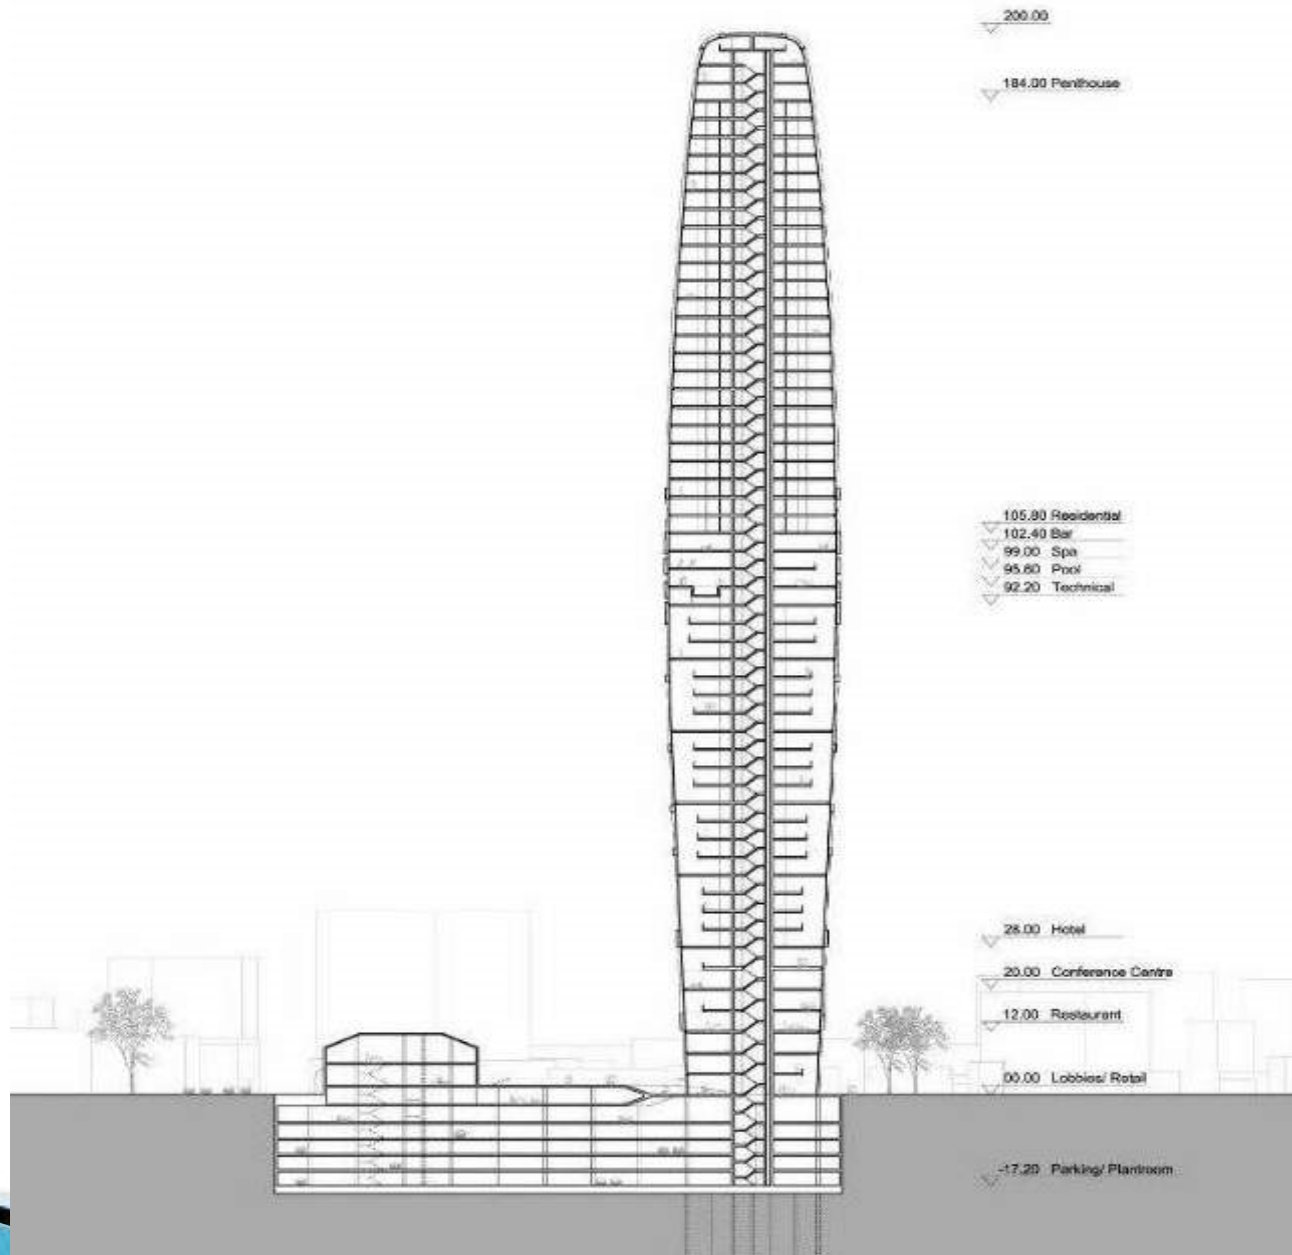 200.00
184.00 Penthouse
105.80 Residential
102.40 Bar
99.00 Spa
95.60 Pool
92.20 Technical
28.00 Hotel
20.00 Conference Centre
12.00 Restaurant
00.00 Lobbies/ Retail
-17.20 Parking/ Plantroom